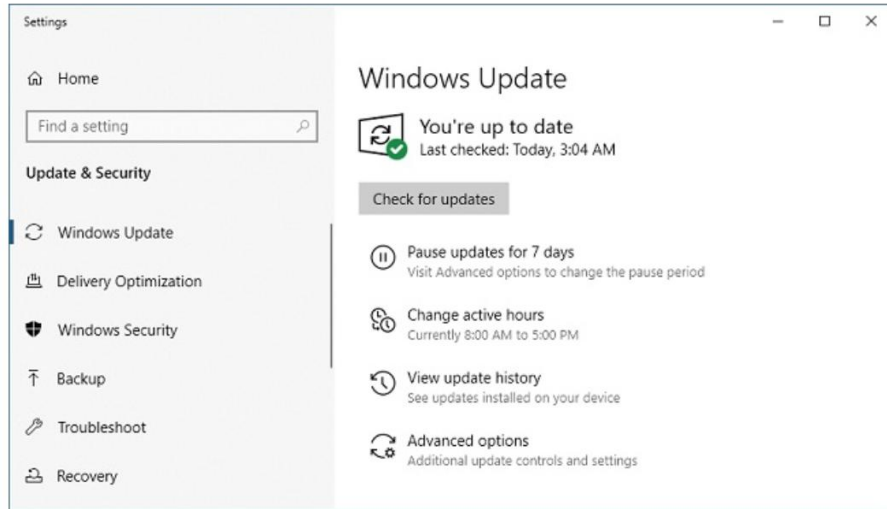 Settings
Home
Find a setting
Update & Security
Windows Update
Delivery Optimization
Windows Security
Backup
Troubleshoot
Recovery
Windows Update
You're up to date
Last checked: Today, 3:04 AM
Check for updates
Pause updates for 7 days
Visit Advanced options to change the pause period
Change active hours
Currently 8:00 AM to 5:00 PM
View update history
See updates installed on your device
Advanced options
Additional update controls and settings